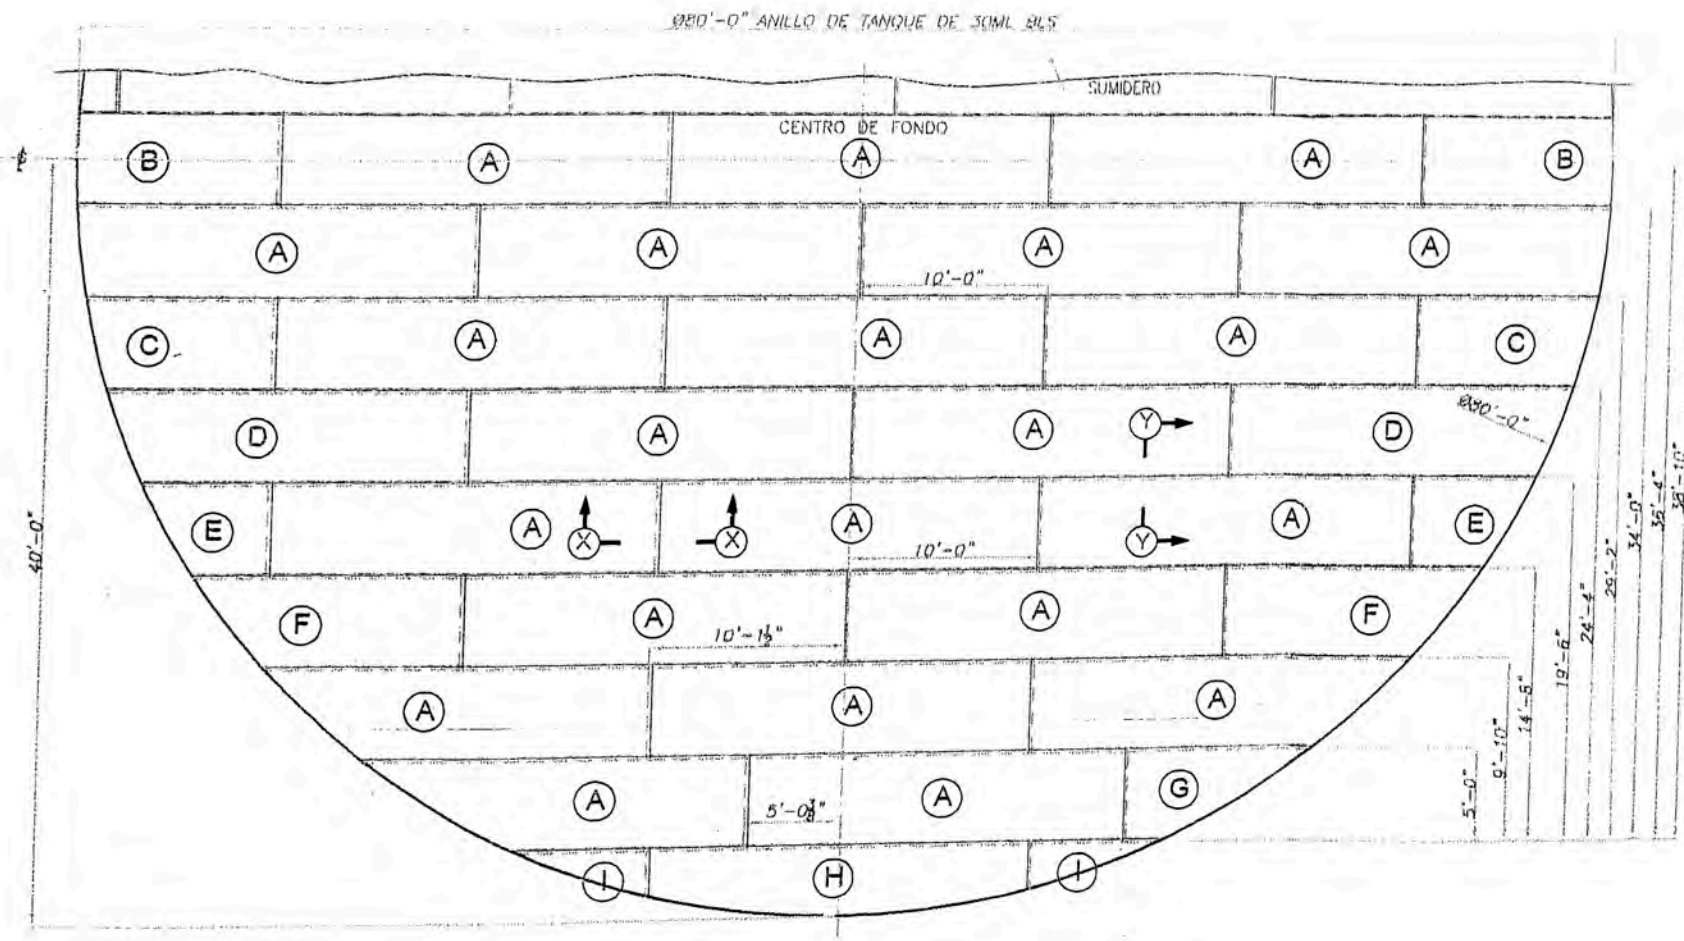 Ø80'-0" ANILLO DE TANQUE DE 30ML BLS
SUMIDERO
CENTRO DE FONDO
B A A A B
A A A A
10'-0"
C A A A C
D A A Y D
Ø80'-0"
E A X X A Y A E
10'-0"
F A A F
10'-1½"
A A A
A A G
5'-0⅜"
I H I
40'-0"
5'-0"
9'-10"
14'-8"
19'-6"
24'-4"
29'-2"
34'-0"
36'-4"
38'-10"